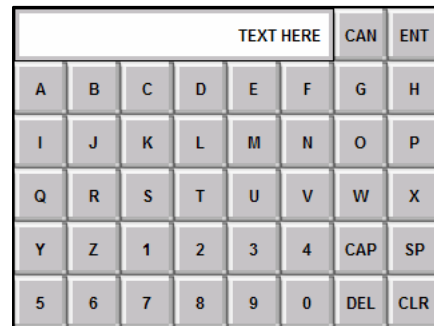 TEXT HERE CAN ENT
A B C D E F G H
I J K L M N O P
Q R S T U V W X
Y Z 1 2 3 4 CAP SP
5 6 7 8 9 0 DEL CLR